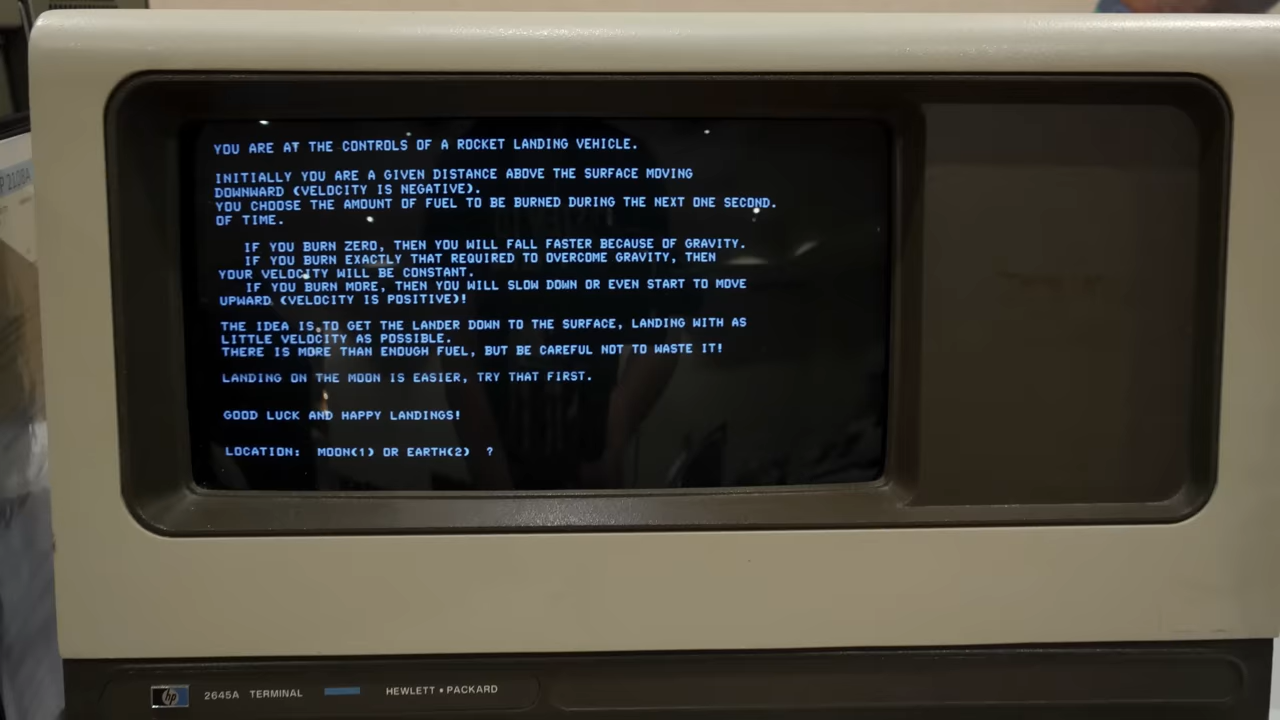 YOU ARE AT THE CONTROLS OF A ROCKET LANDING VEHICLE.
INITIALLY YOU ARE A GIVEN DISTANCE ABOVE THE SURFACE MOVING
DOWNWARD (VELOCITY IS NEGATIVE).
YOU CHOOSE THE AMOUNT OF FUEL TO BE BURNED DURING THE NEXT ONE SECOND.
OF TIME.
IF YOU BURN ZERO, THEN YOU WILL FALL FASTER BECAUSE OF GRAVITY.
IF YOU BURN EXACTLY THAT REQUIRED TO OVERCOME GRAVITY, THEN
YOUR VELOCITY WILL BE CONSTANT.
IF YOU BURN MORE, THEN YOU WILL SLOW DOWN OR EVEN START TO MOVE
UPWARD (VELOCITY IS POSITIVE)!
THE IDEA IS TO GET THE LANDER DOWN TO THE SURFACE, LANDING WITH AS
LITTLE VELOCITY AS POSSIBLE.
THERE IS MORE THAN ENOUGH FUEL, BUT BE CAREFUL NOT TO WASTE IT!
LANDING ON THE MOON IS EASIER, TRY THAT FIRST.
GOOD LUCK AND HAPPY LANDINGS!
LOCATION: MOON(1) OR EARTH(2) ?
hp 2645A TERMINAL HEWLETT • PACKARD